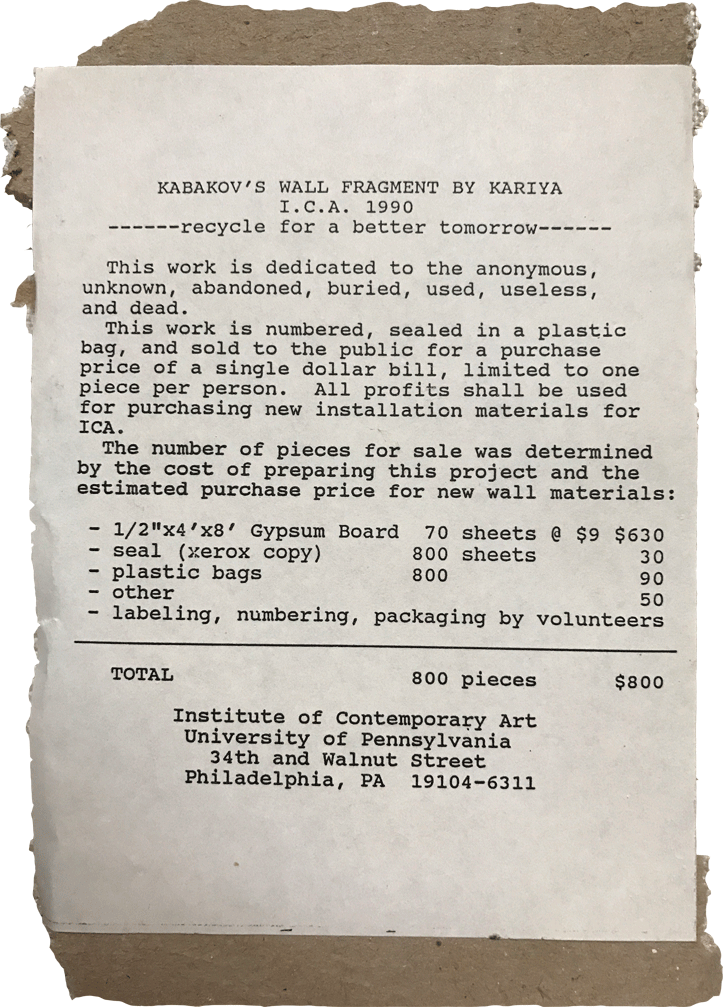 KABAKOV'S WALL FRAGMENT BY KARIYA
I.C.A. 1990
------recycle for a better tomorrow------
This work is dedicated to the anonymous,
unknown, abandoned, buried, used, useless,
and dead.
This work is numbered, sealed in a plastic
bag, and sold to the public for a purchase
price of a single dollar bill, limited to one
piece per person.  All profits shall be used
for purchasing new installation materials for
ICA.
The number of pieces for sale was determined
by the cost of preparing this project and the
estimated purchase price for new wall materials:
- 1/2"x4'x8' Gypsum Board 70 sheets @ $9 $630
- seal (xerox copy) 800 sheets 30
- plastic bags 800 90
- other 50
- labeling, numbering, packaging by volunteers
TOTAL 800 pieces $800
Institute of Contemporary Art
University of Pennsylvania
34th and Walnut Street
Philadelphia, PA  19104-6311